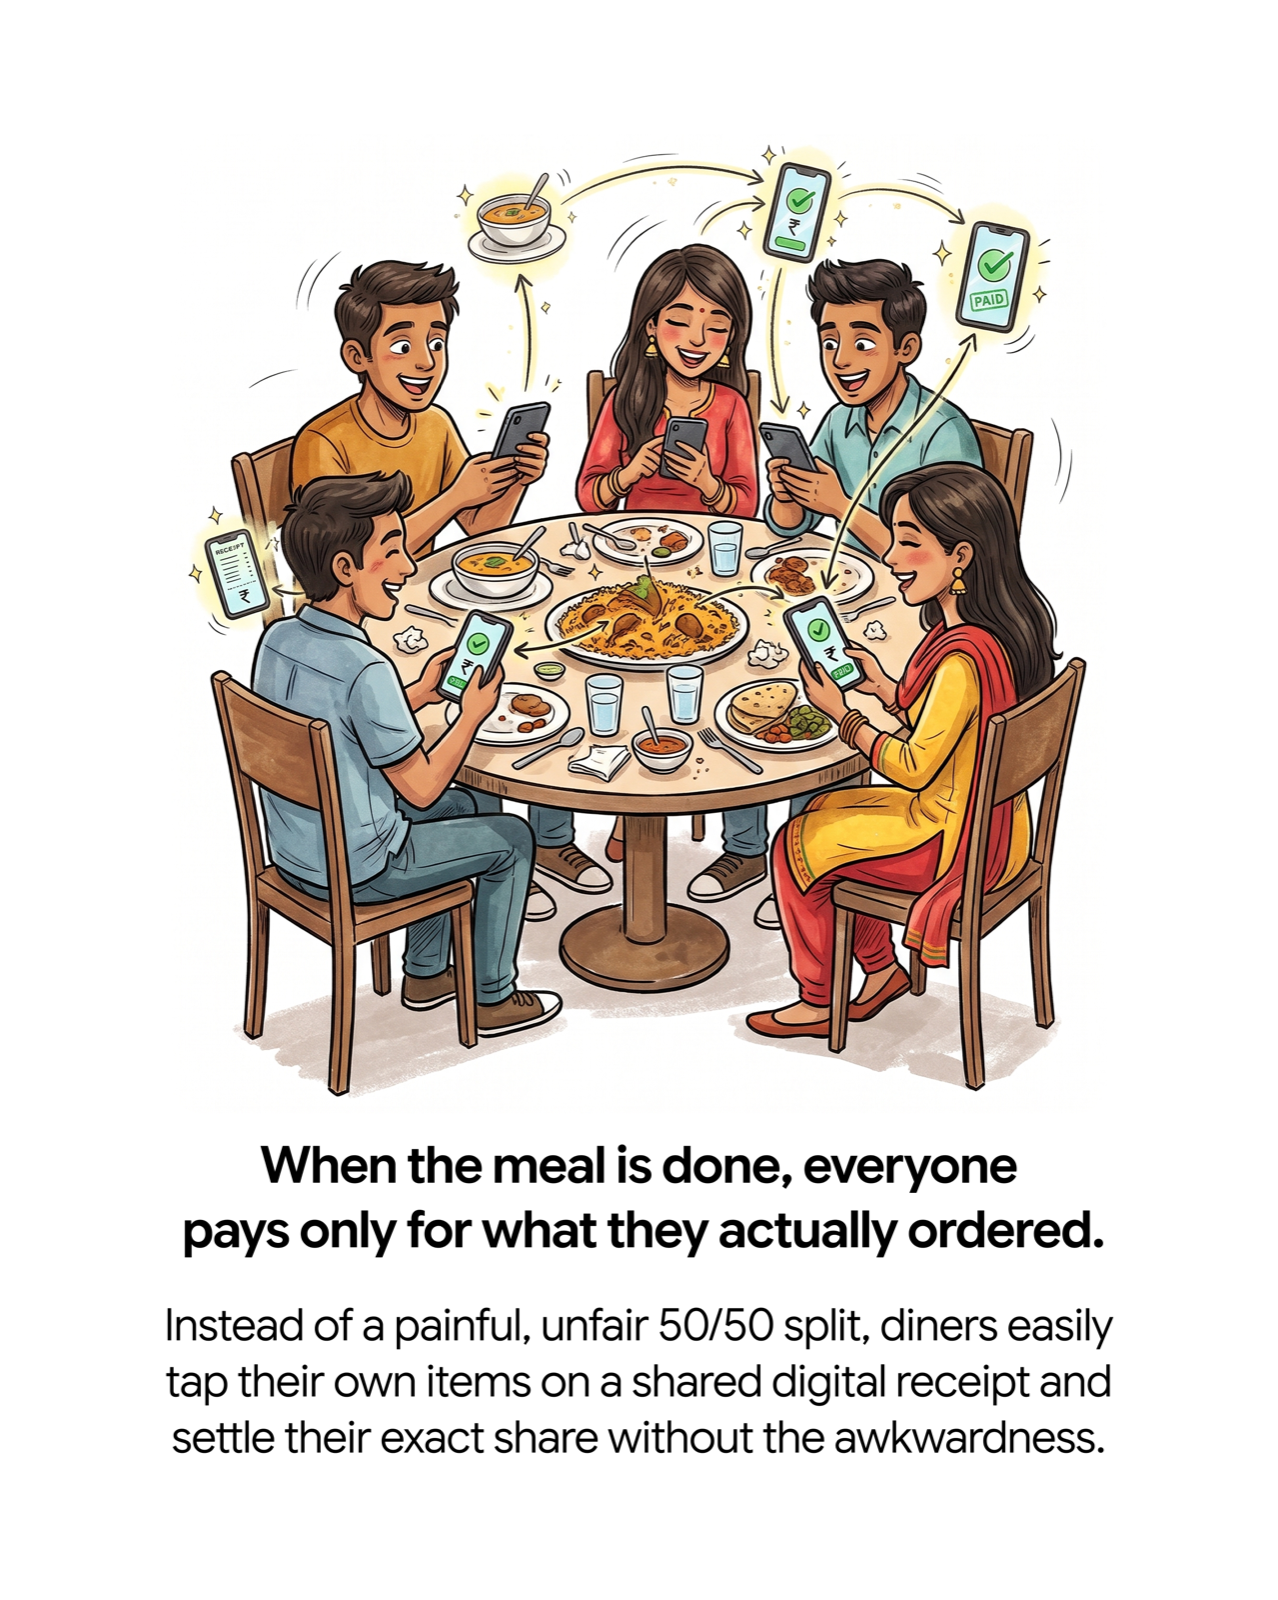 ₹
PAID
RECEIPT
₹
₹
₹
PAID
When the meal is done, everyone
pays only for what they actually ordered.
Instead of a painful, unfair 50/50 split, diners easily
tap their own items on a shared digital receipt and
settle their exact share without the awkwardness.